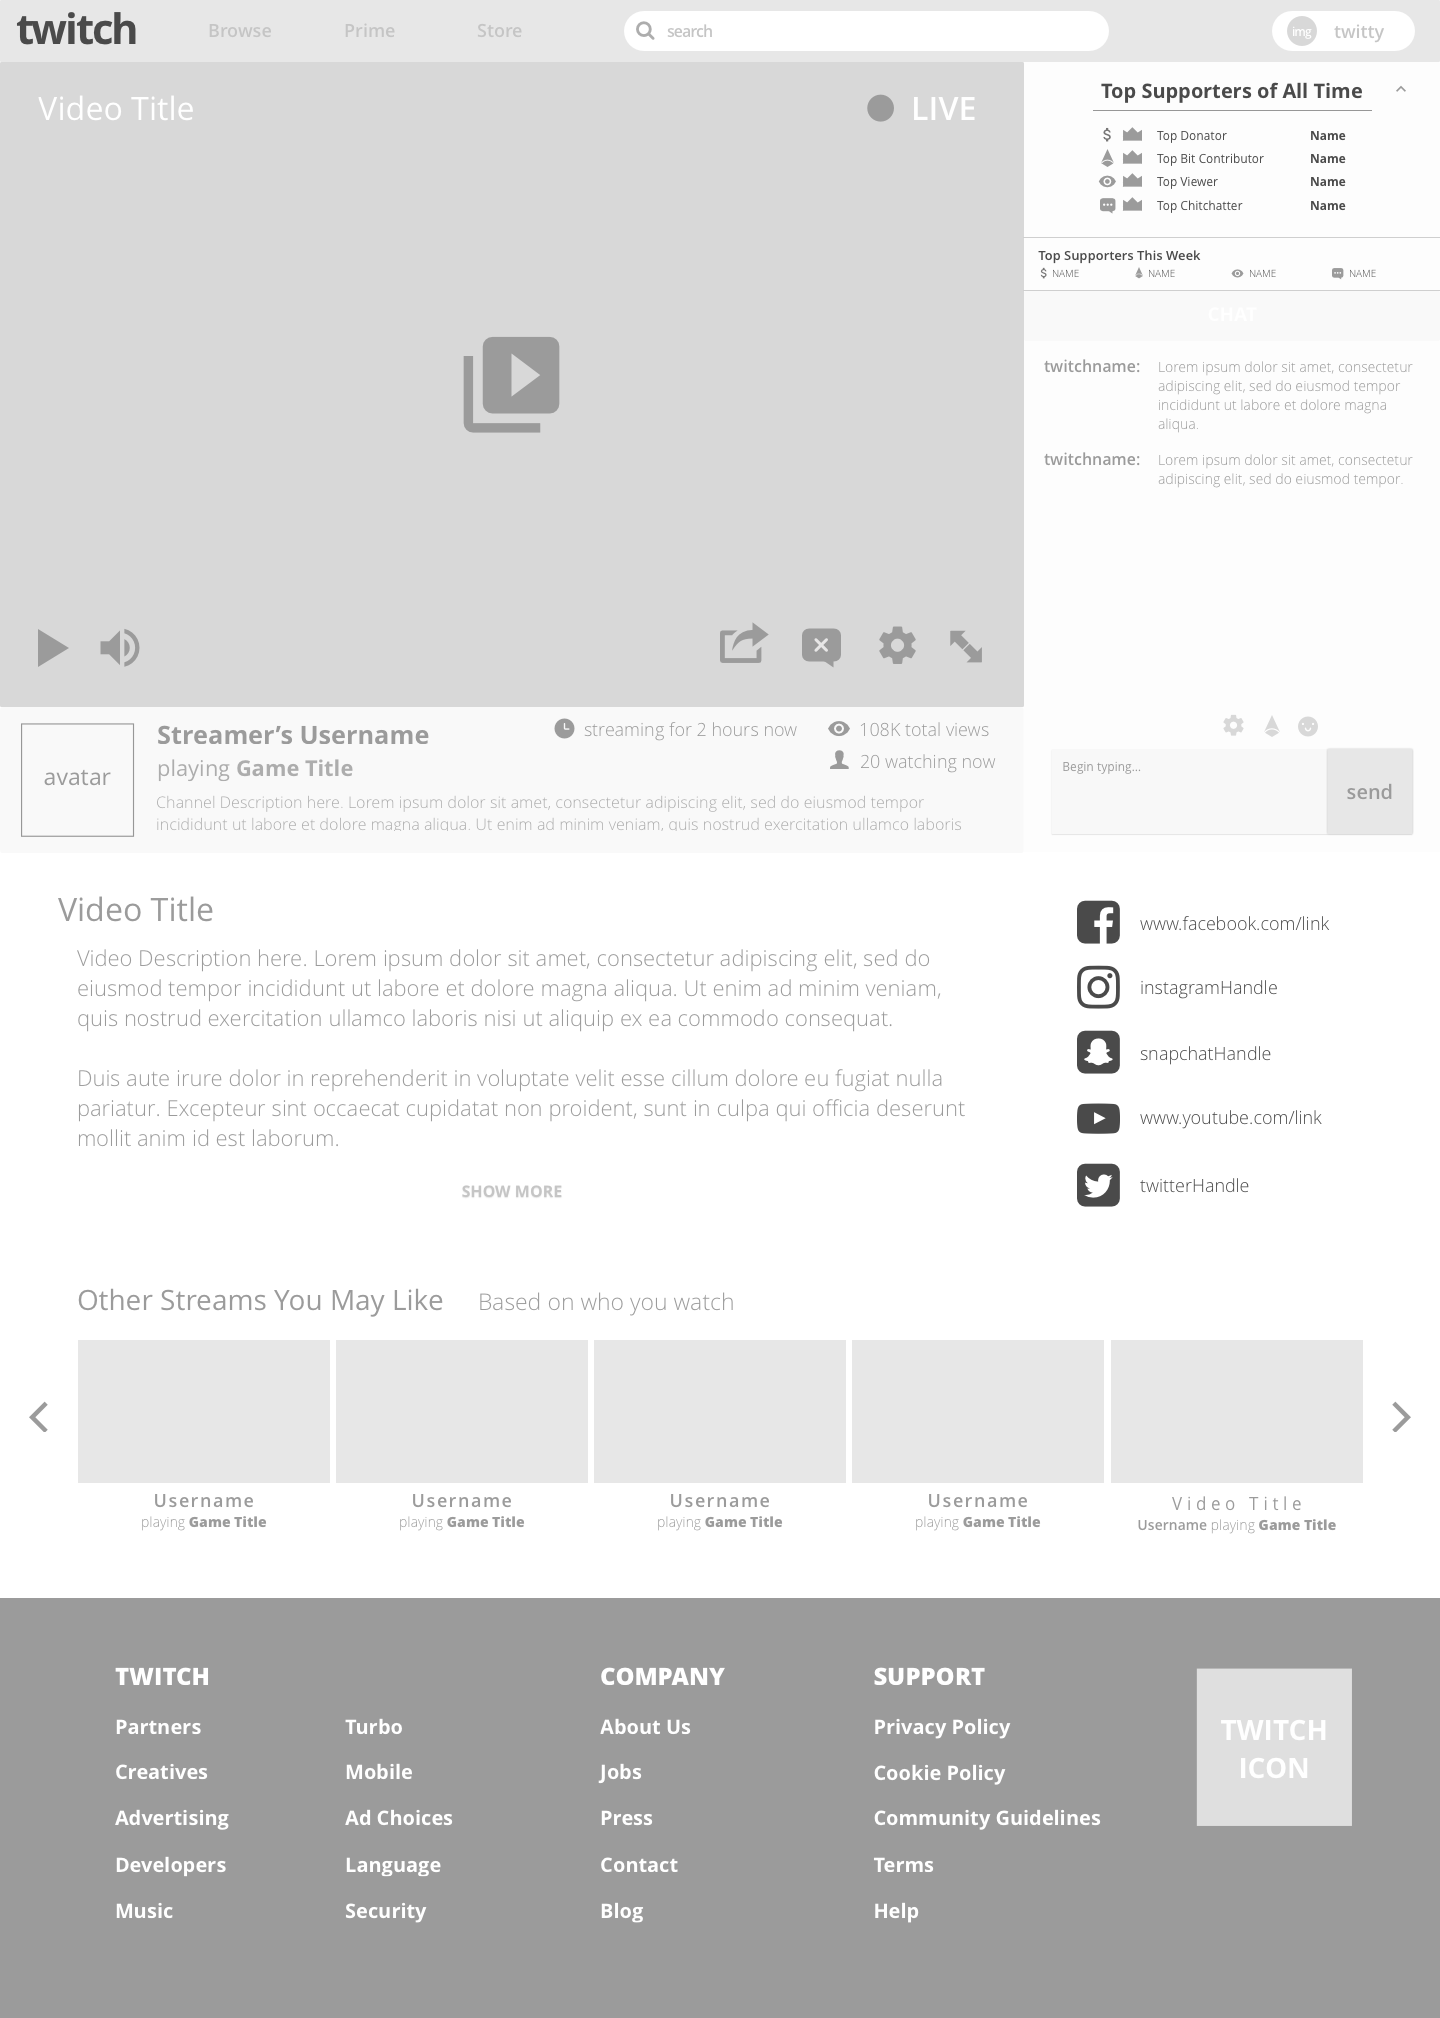 twitch Browse Prime Store search img twitty
Video Title LIVE
Top Supporters of All Time
$ Top Donator Name
Top Bit Contributor Name
Top Viewer Name
Top Chitchatter Name
Top Supporters This Week
$ NAME NAME NAME NAME
CHAT
twitchname: Lorem ipsum dolor sit amet, consectetur
adipiscing elit, sed do eiusmod tempor
incididunt ut labore et dolore magna
aliqua.
twitchname: Lorem ipsum dolor sit amet, consectetur
adipiscing elit, sed do eiusmod tempor.
Begin typing...
send
avatar
Streamer’s Username
playing Game Title
streaming for 2 hours now
108K total views
20 watching now
Channel Description here. Lorem ipsum dolor sit amet, consectetur adipiscing elit, sed do eiusmod tempor
incididunt ut labore et dolore magna aliqua. Ut enim ad minim veniam, quis nostrud exercitation ullamco laboris
Video Title
Video Description here. Lorem ipsum dolor sit amet, consectetur adipiscing elit, sed do
eiusmod tempor incididunt ut labore et dolore magna aliqua. Ut enim ad minim veniam,
quis nostrud exercitation ullamco laboris nisi ut aliquip ex ea commodo consequat.
Duis aute irure dolor in reprehenderit in voluptate velit esse cillum dolore eu fugiat nulla
pariatur. Excepteur sint occaecat cupidatat non proident, sunt in culpa qui officia deserunt
mollit anim id est laborum.
SHOW MORE
www.facebook.com/link
instagramHandle
snapchatHandle
www.youtube.com/link
twitterHandle
Other Streams You May Like Based on who you watch
Username
playing Game Title
Username
playing Game Title
Username
playing Game Title
Username
playing Game Title
Video Title
Username playing Game Title
TWITCH
Partners
Creatives
Advertising
Developers
Music
Turbo
Mobile
Ad Choices
Language
Security
COMPANY
About Us
Jobs
Press
Contact
Blog
SUPPORT
Privacy Policy
Cookie Policy
Community Guidelines
Terms
Help
TWITCH
ICON